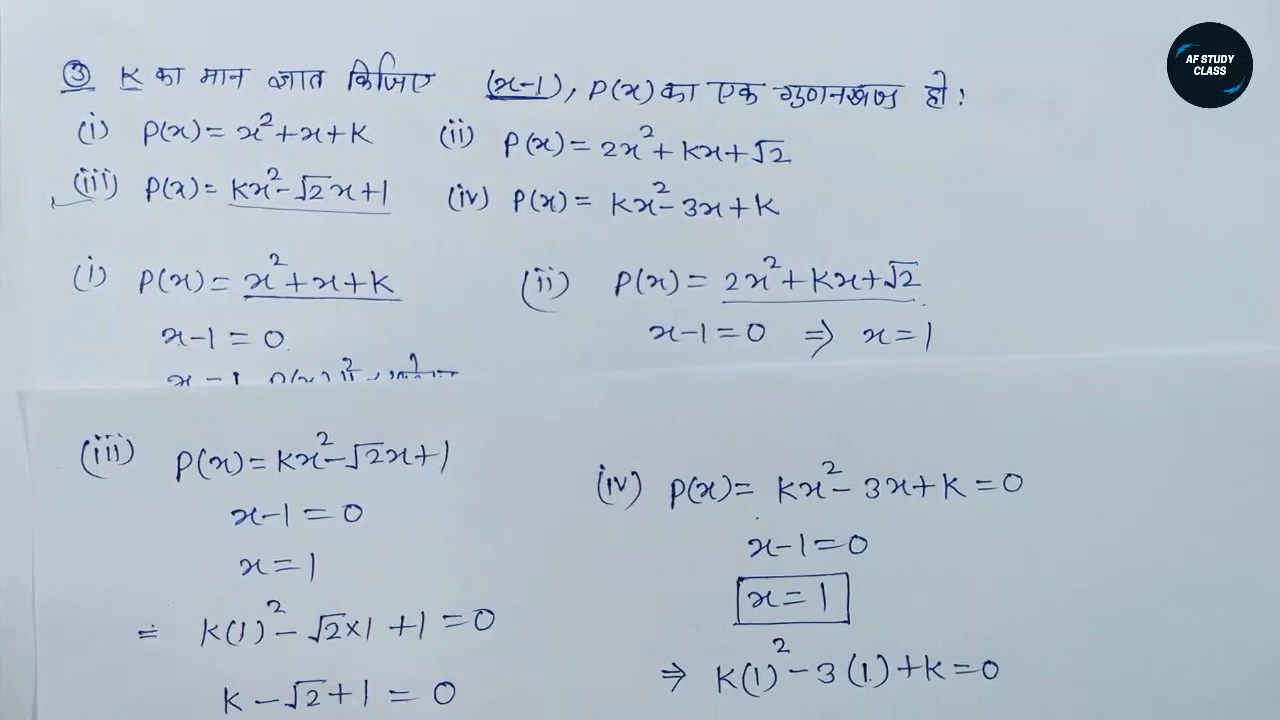 AF STUDY
CLASS
③ K का मान ज्ञात किजिए (x-1), P(x) का एक गुणनखण्ड हो।
(i) P(x) = x²+x+K (ii) P(x) = 2x²+Kx+√2
(iii) P(x) = Kx²-√2x+1 (iv) P(x) = Kx²-3x+K
(i) P(x) = x²+x+K (ii) P(x) = 2x²+Kx+√2
x-1 = 0 x-1 = 0 ⇒ x = 1
(iii) P(x) = Kx²-√2x+1
(iv) P(x) = Kx²-3x+K = 0
x-1 = 0
x-1 = 0
x = 1
x = 1
= K(1)²-√2×1+1 = 0
⇒ K(1)²-3(1)+K = 0
K-√2+1 = 0